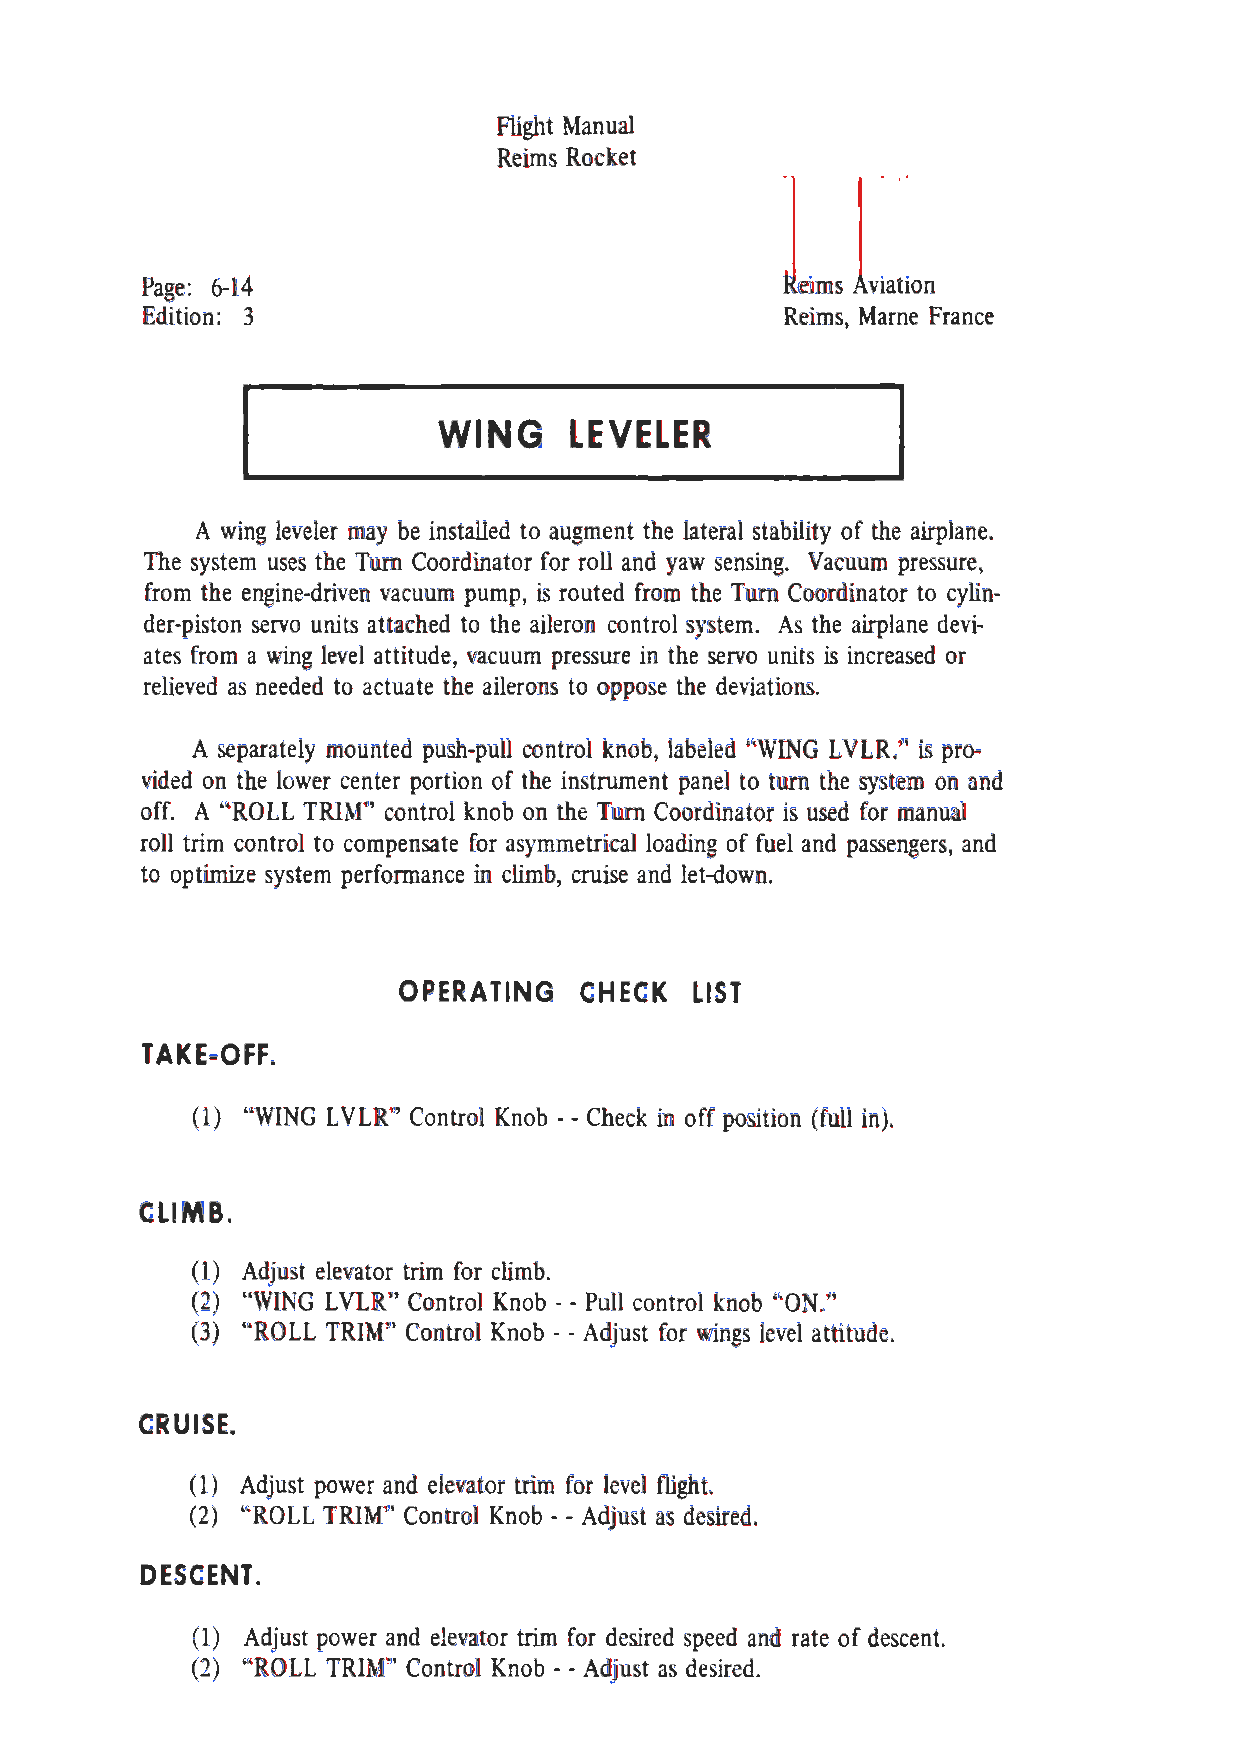 Flight Manual
Reims Rocket
Page: 6-14
Reims Aviation
Edition: 3
Reims, Marne France
WING LEVELER
A wing leveler may be installed to augment the lateral stability of the airplane.
The system uses the Turn Coordinator for roll and yaw sensing. Vacuum pressure,
from the engine-driven vacuum pump, is routed from the Turn Coordinator to cylin-
der-piston servo units attached to the aileron control system. As the airplane devi-
ates from a wing level attitude, vacuum pressure in the servo units is increased or
relieved as needed to actuate the ailerons to oppose the deviations.
A separately mounted push-pull control knob, labeled “WING LVLR.” is pro-
vided on the lower center portion of the instrument panel to turn the system on and
off. A “ROLL TRIM” control knob on the Turn Coordinator is used for manual
roll trim control to compensate for asymmetrical loading of fuel and passengers, and
to optimize system performance in climb, cruise and let-down.
OPERATING CHECK LIST
TAKE-OFF.
(1) “WING LVLR” Control Knob - - Check in off position (full in).
CLIMB.
(1) Adjust elevator trim for climb.
(2) “WING LVLR” Control Knob - - Pull control knob “ON.”
(3) “ROLL TRIM” Control Knob - - Adjust for wings level attitude.
CRUISE.
(1) Adjust power and elevator trim for level flight.
(2) “ROLL TRIM” Control Knob - - Adjust as desired.
DESCENT.
(1) Adjust power and elevator trim for desired speed and rate of descent.
(2) “ROLL TRIM” Control Knob - - Adjust as desired.